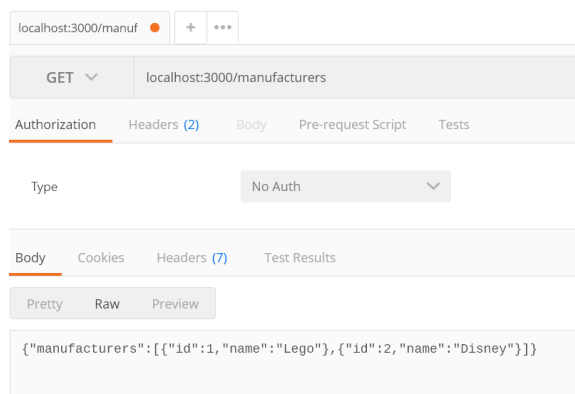 localhost:3000/manuf + •••
GET localhost:3000/manufacturers
Authorization Headers (2) Body Pre-request Script Tests
Type No Auth
Body Cookies Headers (7) Test Results
Pretty Raw Preview
{"manufacturers":[{"id":1,"name":"Lego"},{"id":2,"name":"Disney"}]}